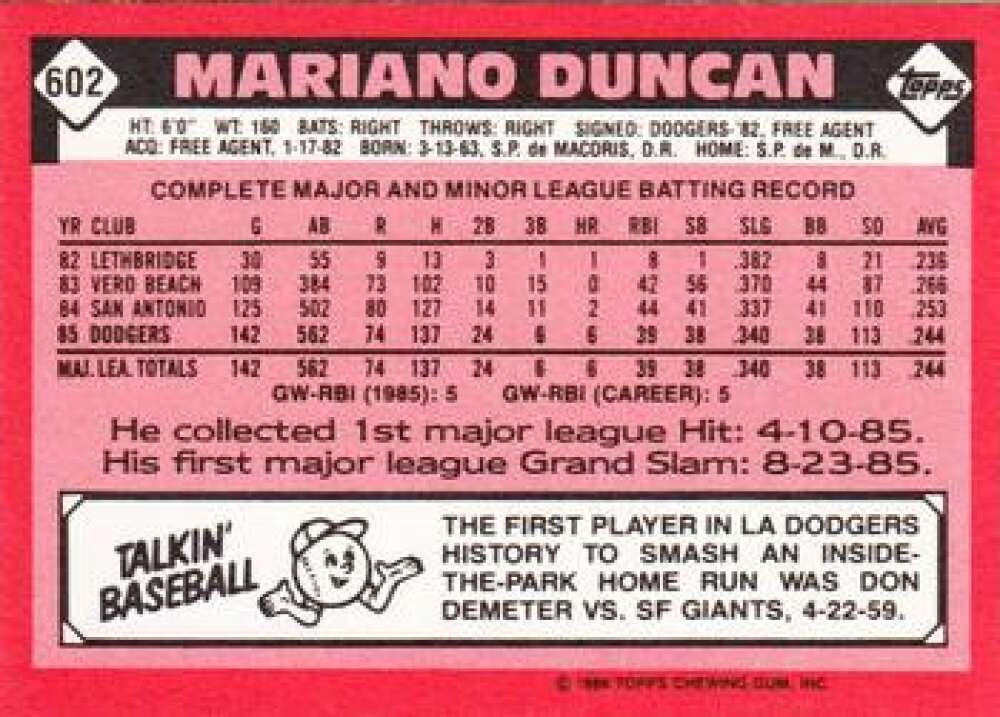 602 MARIANO DUNCAN topps
HT: 6'0" WT: 160 BATS: RIGHT THROWS: RIGHT SIGNED: DODGERS-'82, FREE AGENT
ACQ: FREE AGENT, 1-17-82 BORN: 3-13-63, S.P. de MACORIS, D.R. HOME: S.P. de M., D.R.
COMPLETE MAJOR AND MINOR LEAGUE BATTING RECORD
YR CLUB G AB R H 2B 3B HR RBI SB SLG BB SO AVG
82 LETHBRIDGE 30 55 9 13 3 1 1 8 1 .382 8 21 .236
83 VERO BEACH 109 384 73 102 10 15 0 42 56 .370 44 87 .266
84 SAN ANTONIO 125 502 80 127 14 11 2 44 41 .337 41 110 .253
85 DODGERS 142 562 74 137 24 6 6 39 38 .340 38 113 .244
MAJ. LEA. TOTALS 142 562 74 137 24 6 6 39 38 .340 38 113 .244
GW-RBI (1985): 5 GW-RBI (CAREER): 5
He collected 1st major league Hit: 4-10-85.
His first major league Grand Slam: 8-23-85.
TALKIN'
BASEBALL
THE FIRST PLAYER IN LA DODGERS
HISTORY TO SMASH AN INSIDE-
THE-PARK HOME RUN WAS DON
DEMETER VS. SF GIANTS, 4-22-59.
© 1986 TOPPS CHEWING GUM, INC.